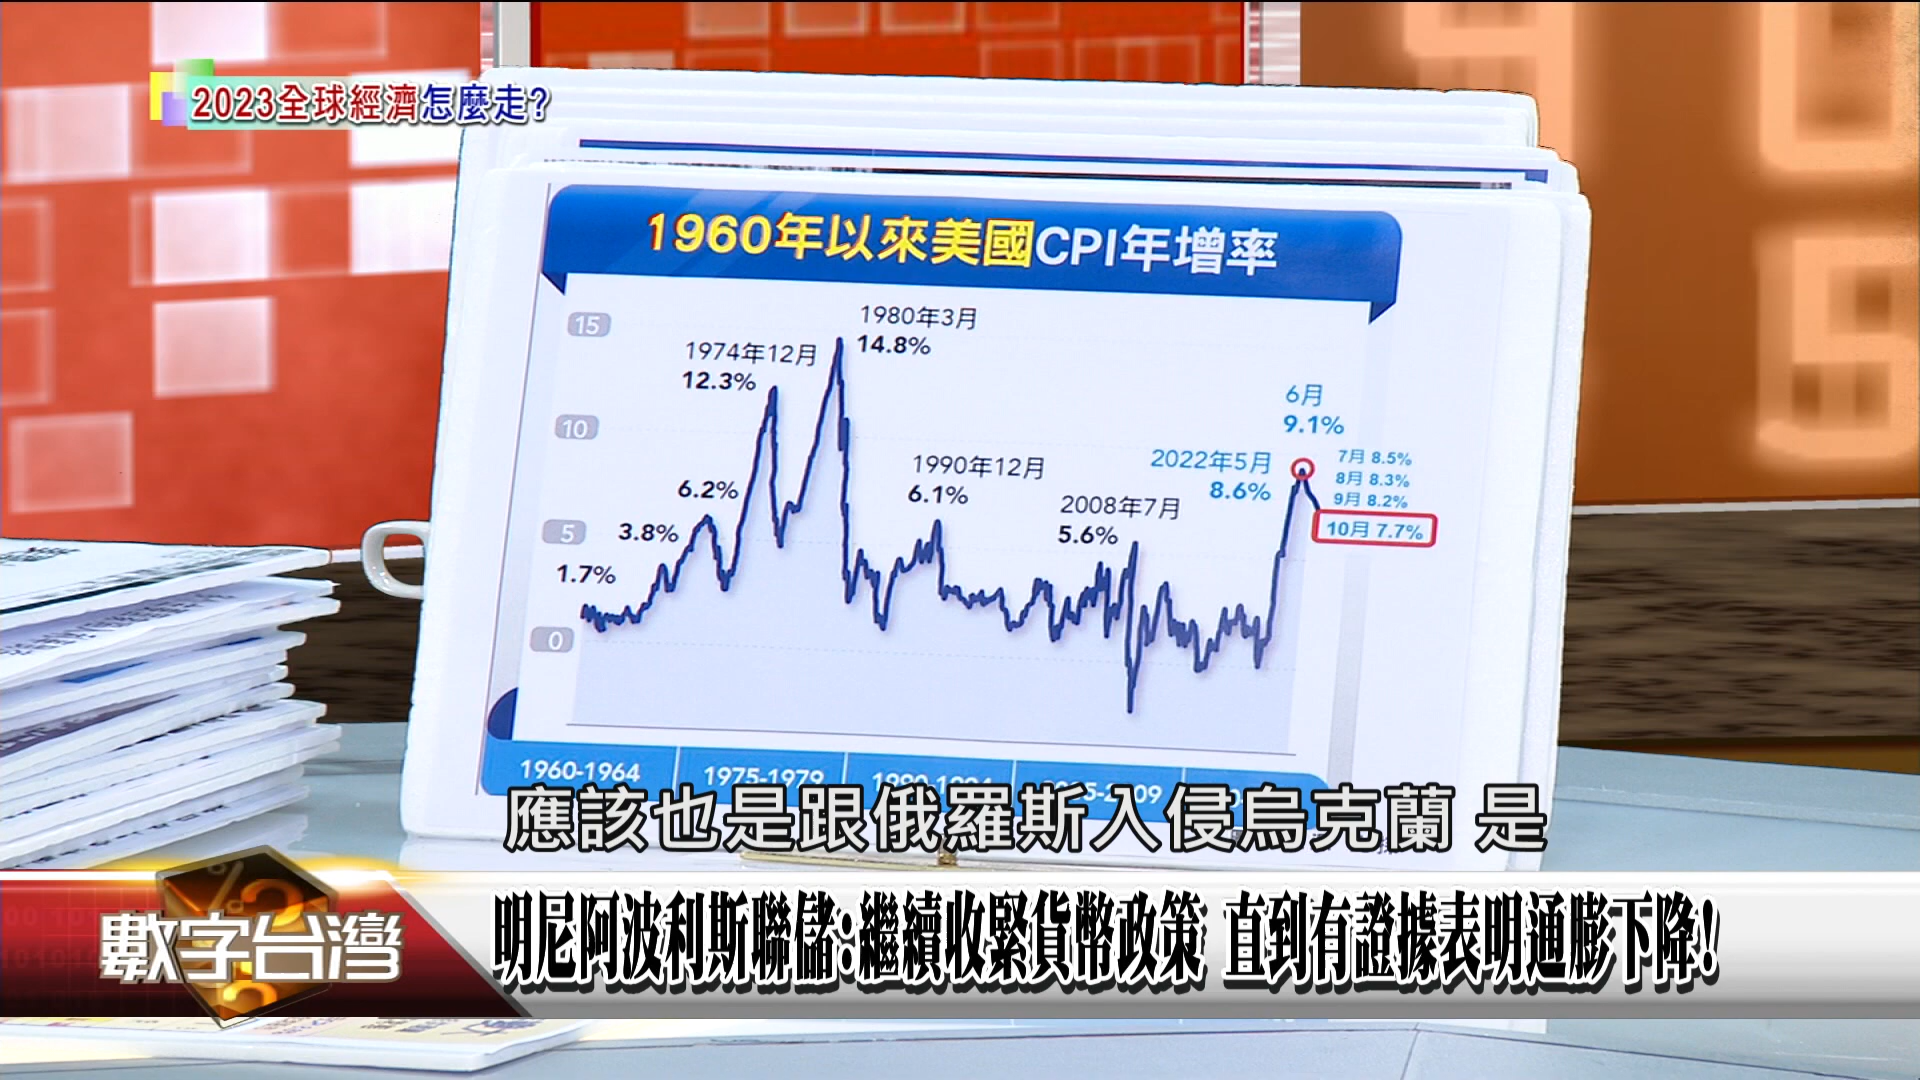 2023全球經濟怎麼走?
1960年以來美國CPI年增率
15
10
5
0
1.7%
3.8%
6.2%
1974年12月
12.3%
1980年3月
14.8%
1990年12月
6.1%
2008年7月
5.6%
2022年5月
8.6%
6月
9.1%
7月 8.5%
8月 8.3%
9月 8.2%
10月 7.7%
1960-1964
1975-1979
應該也是跟俄羅斯入侵烏克蘭 是
數字台灣
明尼阿波利斯聯儲:繼續收緊貨幣政策 直到有證據表明通膨下降!